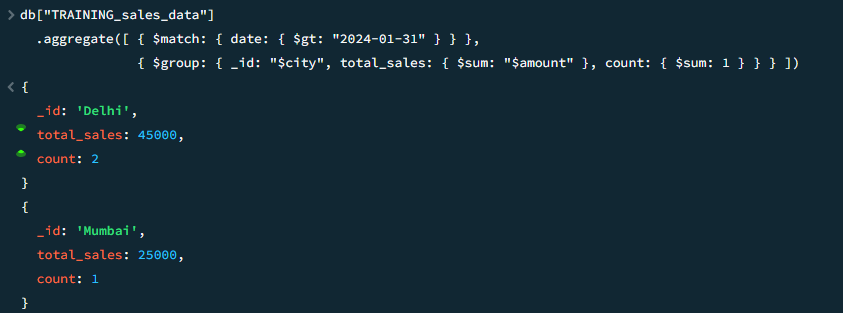 > db["TRAINING_sales_data"]
.aggregate([ { $match: { date: { $gt: "2024-01-31" } } },
{ $group: { _id: "$city", total_sales: { $sum: "$amount" }, count: { $sum: 1 } } } ])
< {
_id: 'Delhi',
total_sales: 45000,
count: 2
}
{
_id: 'Mumbai',
total_sales: 25000,
count: 1
}